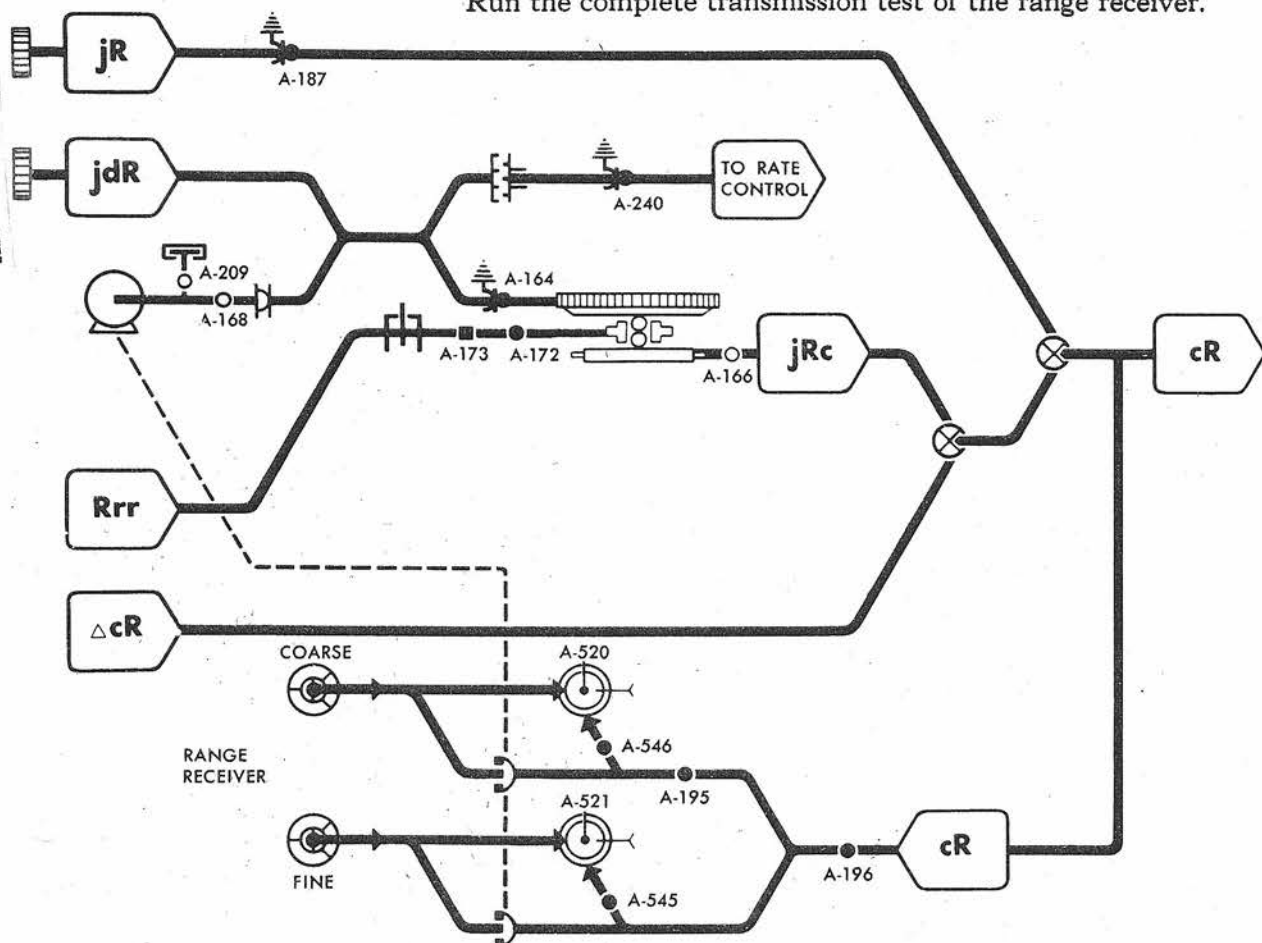 Run the complete transmission test of the range receiver.
jR
A-187
jdR
TO RATE
CONTROL
A-240
A-209
A-164
A-168
A-173
A-172
A-166
jRc
cR
Rrr
△cR
COARSE
A-520
A-546
RANGE
RECEIVER
A-195
A-521
cR
A-196
FINE
A-545